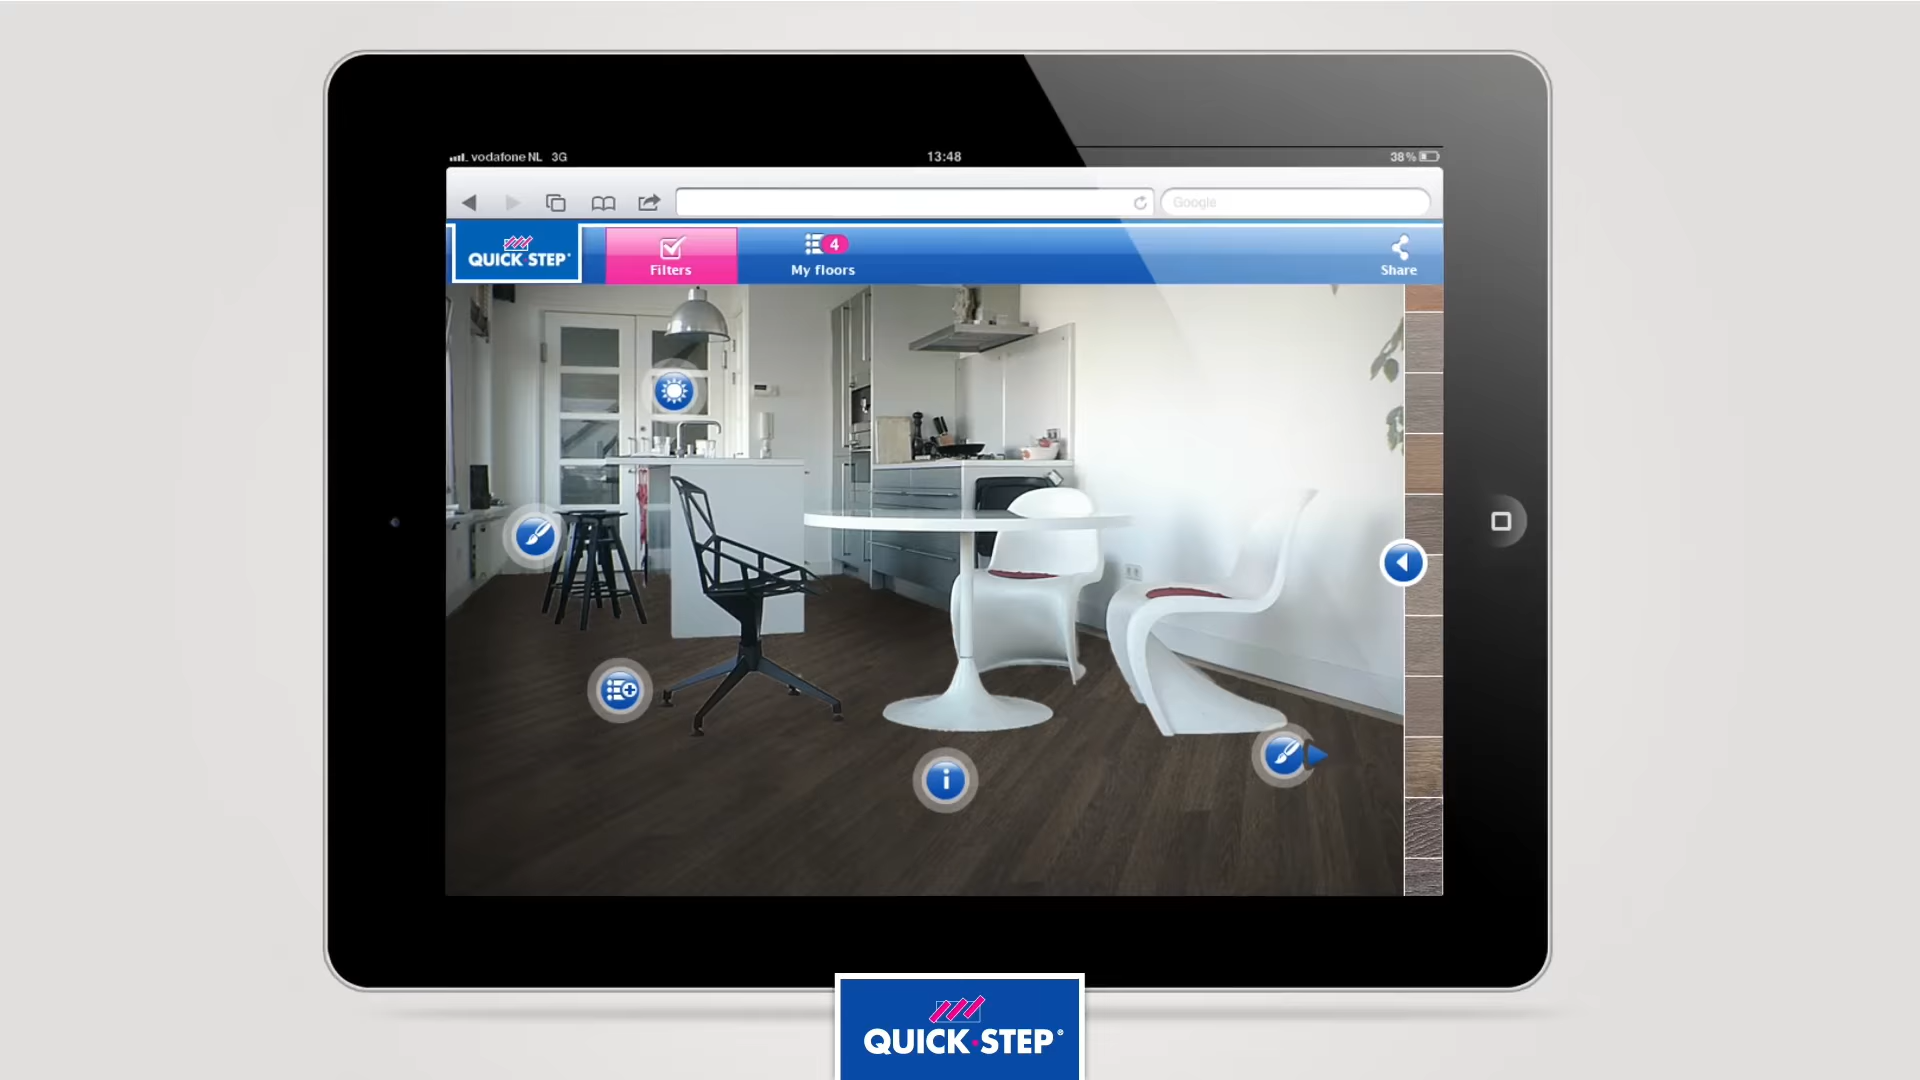 vodafone NL 3G
13:48
38%
Google
QUICK·STEP®
Filters
4
My floors
Share
QUICK·STEP®